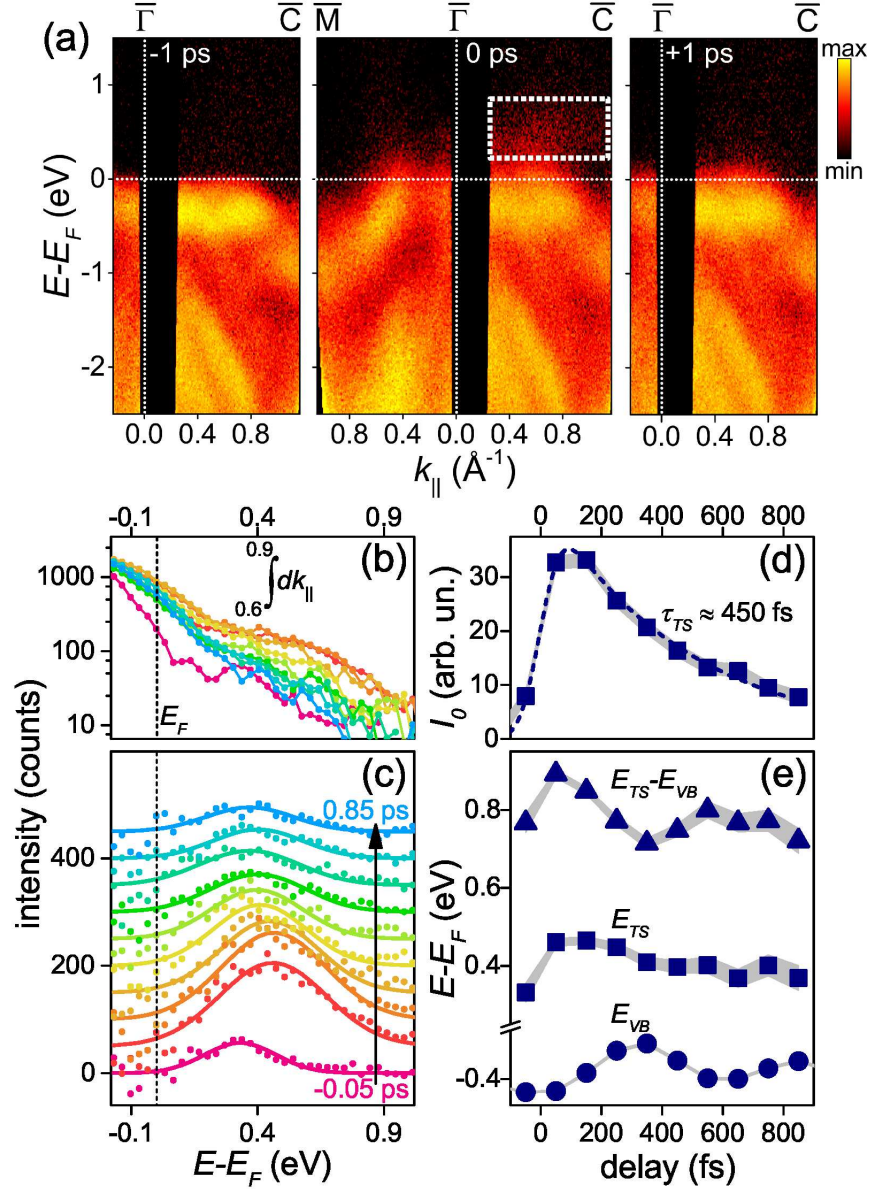 Γ̅ C̅ M̅ Γ̅ C̅ Γ̅ C̅
(a) -1 ps 0 ps +1 ps
max
min
E-E_F (eV)
1
0
-1
-2
0.0 0.4 0.8 0.8 0.4 0.0 0.4 0.8 0.0 0.4 0.8
k_|| (Å⁻¹)
-0.1 0.4 0.9
(b)
∫dk_||
0.9
0.6
1000
100
10
E_F
intensity (counts)
(c)
0.85 ps
-0.05 ps
400
200
0
-0.1 0.4 0.9
E-E_F (eV)
0 200 400 600 800
(d)
τ_TS ≈ 450 fs
I_0 (arb. un.)
30
20
10
0
(e)
E_TS-E_VB
E_TS
E_VB
E-E_F (eV)
0.8
0.4
-0.4
0 200 400 600 800
delay (fs)